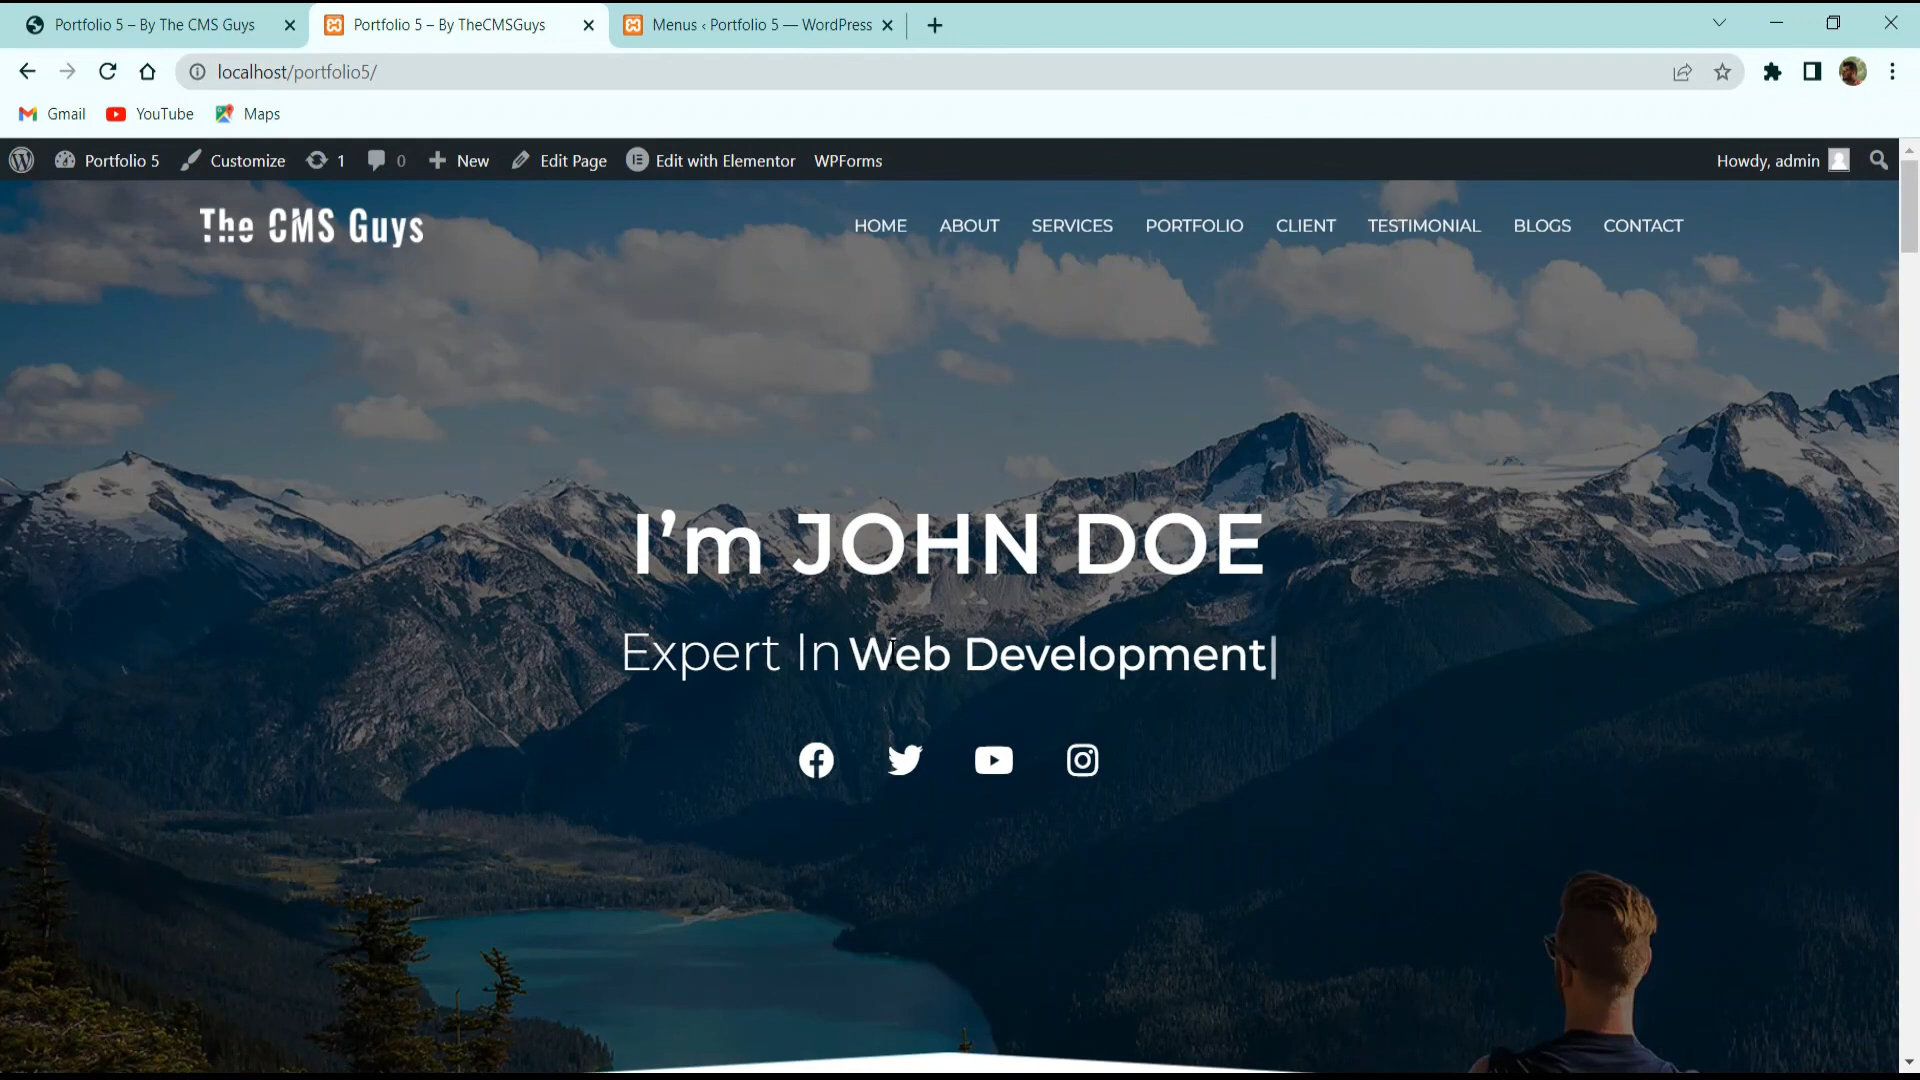 Portfolio 5 – By The CMS Guys
Portfolio 5 – By TheCMSGuys
Menus ‹ Portfolio 5 — WordPress
localhost/portfolio5/
Gmail
YouTube
Maps
Portfolio 5
Customize
1
0
New
Edit Page
Edit with Elementor
WPForms
Howdy, admin
The CMS Guys
HOME
ABOUT
SERVICES
PORTFOLIO
CLIENT
TESTIMONIAL
BLOGS
CONTACT
I’m JOHN DOE
Expert In Web Development|